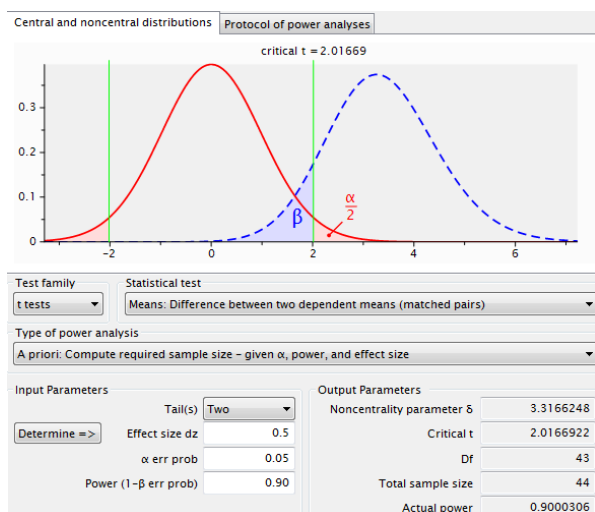 Central and noncentral distributions Protocol of power analyses
critical t = 2.01669
0.3
0.2
0.1
0
β
α
2
-2 0 2 4 6
Test family Statistical test
t tests Means: Difference between two dependent means (matched pairs)
Type of power analysis
A priori: Compute required sample size - given α, power, and effect size
Input Parameters Output Parameters
Tail(s) Two Noncentrality parameter δ 3.3166248
Determine => Effect size dz 0.5 Critical t 2.0166922
α err prob 0.05 Df 43
Power (1-β err prob) 0.90 Total sample size 44
Actual power 0.9000306